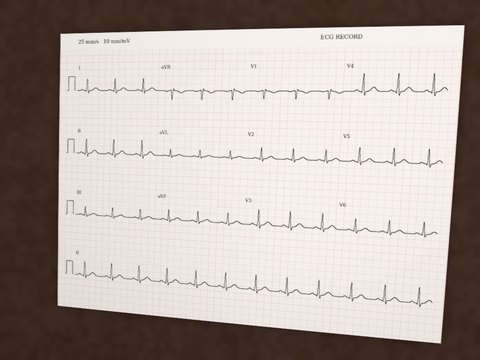 25 mm/s 10 mm/mV
ECG RECORD
I aVR V1 V4
II aVL V2 V5
III aVF V3 V6
II